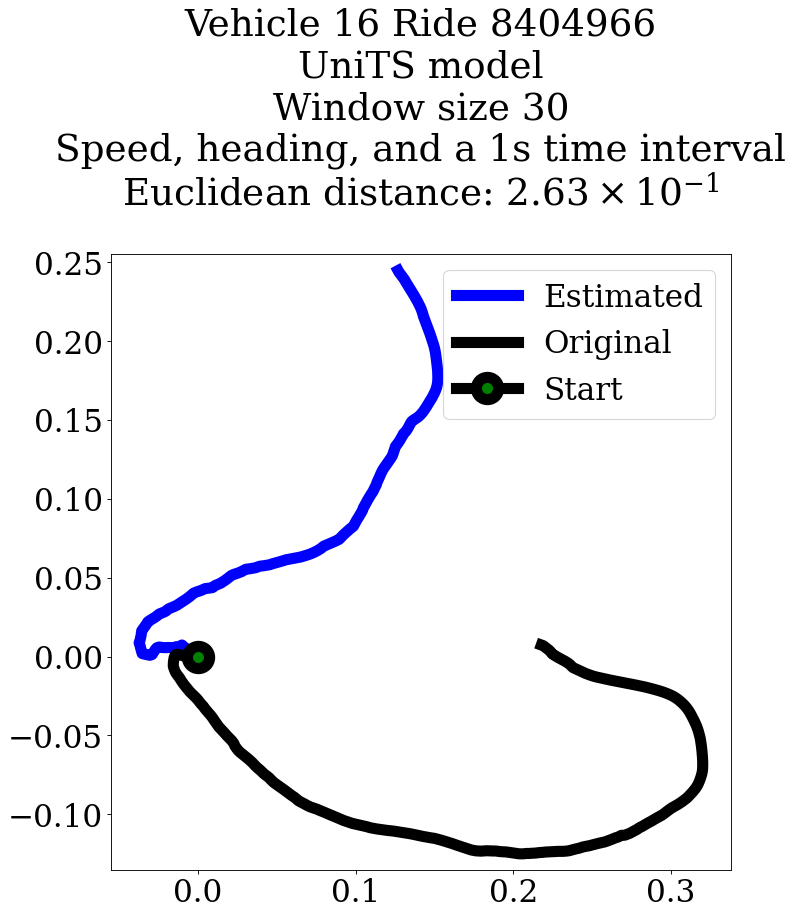 Vehicle 16 Ride 8404966
UniTS model
Window size 30
Speed, heading, and a 1s time interval
Euclidean distance: 2.63 × 10⁻¹
0.25
0.20
0.15
0.10
0.05
0.00
−0.05
−0.10
Estimated
Original
Start
0.0 0.1 0.2 0.3